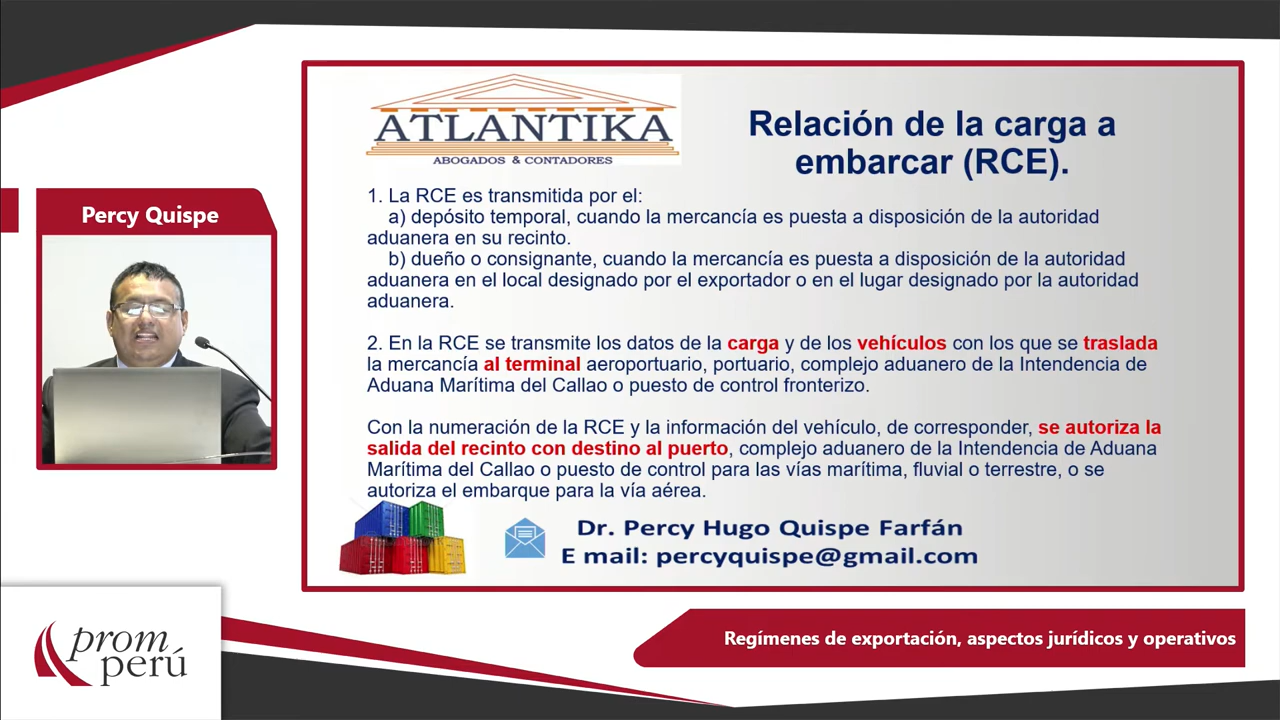 Percy Quispe
ATLANTIKA
ABOGADOS & CONTADORES
Relación de la carga a
embarcar (RCE).
1. La RCE es transmitida por el:
a) depósito temporal, cuando la mercancía es puesta a disposición de la autoridad
aduanera en su recinto.
b) dueño o consignante, cuando la mercancía es puesta a disposición de la autoridad
aduanera en el local designado por el exportador o en el lugar designado por la autoridad
aduanera.
2. En la RCE se transmite los datos de la carga y de los vehículos con los que se traslada
la mercancía al terminal aeroportuario, portuario, complejo aduanero de la Intendencia de
Aduana Marítima del Callao o puesto de control fronterizo.
Con la numeración de la RCE y la información del vehículo, de corresponder, se autoriza la
salida del recinto con destino al puerto, complejo aduanero de la Intendencia de Aduana
Marítima del Callao o puesto de control para las vías marítima, fluvial o terrestre, o se
autoriza el embarque para la vía aérea.
Dr. Percy Hugo Quispe Farfán
E mail: percyquispe@gmail.com
prom
perú
Regímenes de exportación, aspectos jurídicos y operativos